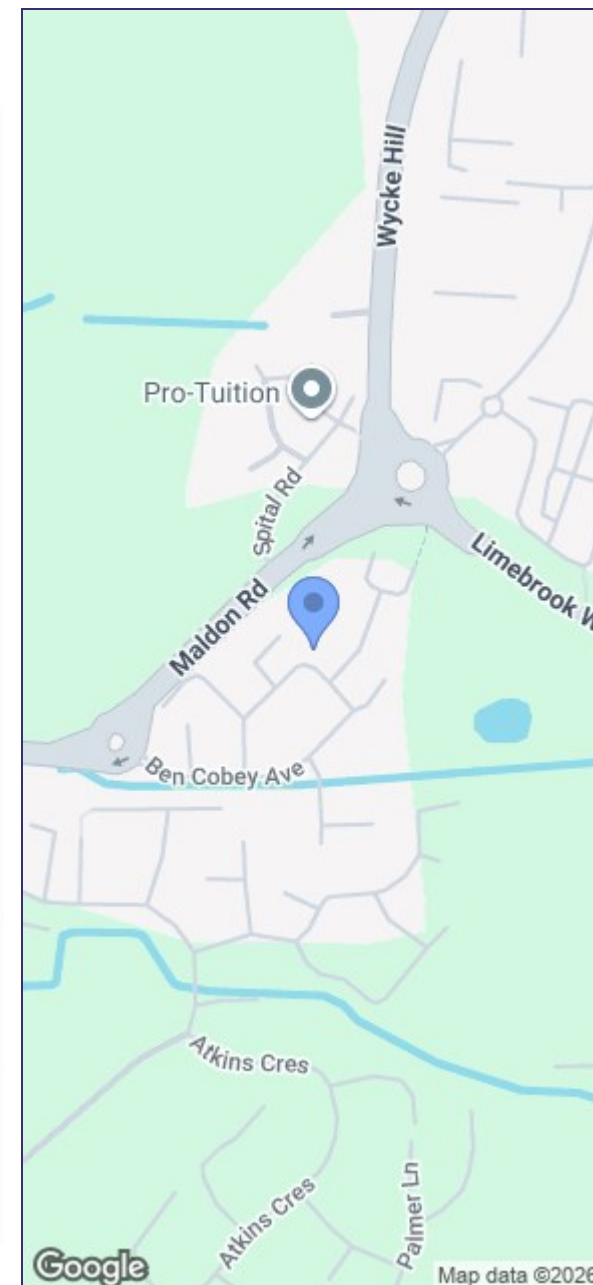 Wycke Hill
Pro-Tuition
Spital Rd
Limebrook W
Maldon Rd
Ben Cobey Ave
Atkins Cres
Atkins Cres
Palmer Ln
Google
Map data ©2026